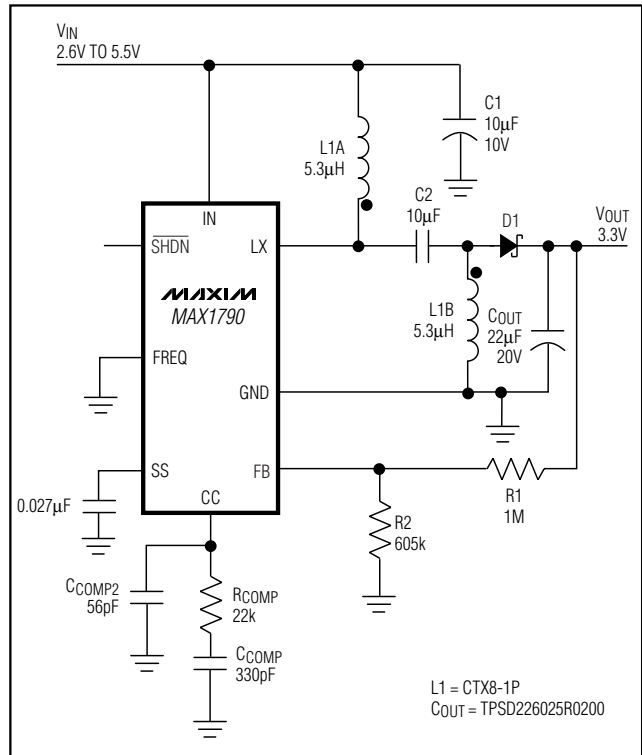 VIN
2.6V TO 5.5V
C1
10µF
10V
L1A
5.3µH
C2
10µF
D1
VOUT
3.3V
IN
SHDN
LX
MAXIM
MAX1790
L1B
5.3µH
COUT
22µF
20V
FREQ
GND
SS
FB
0.027µF
CC
R1
1M
R2
605k
CCOMP2
56pF
RCOMP
22k
CCOMP
330pF
L1 = CTX8-1P
COUT = TPSD226025R0200